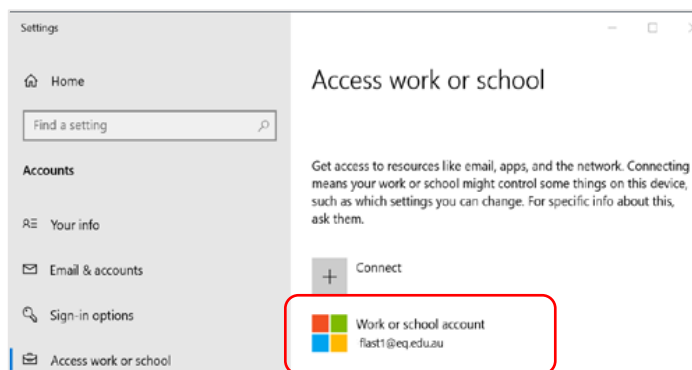 Settings
Home
Find a setting
Accounts
Your info
Email & accounts
Sign-in options
Access work or school
Access work or school
Get access to resources like email, apps, and the network. Connecting
means your work or school might control some things on this device,
such as which settings you can change. For specific info about this,
ask them.
Connect
Work or school account
flast1@eq.edu.au